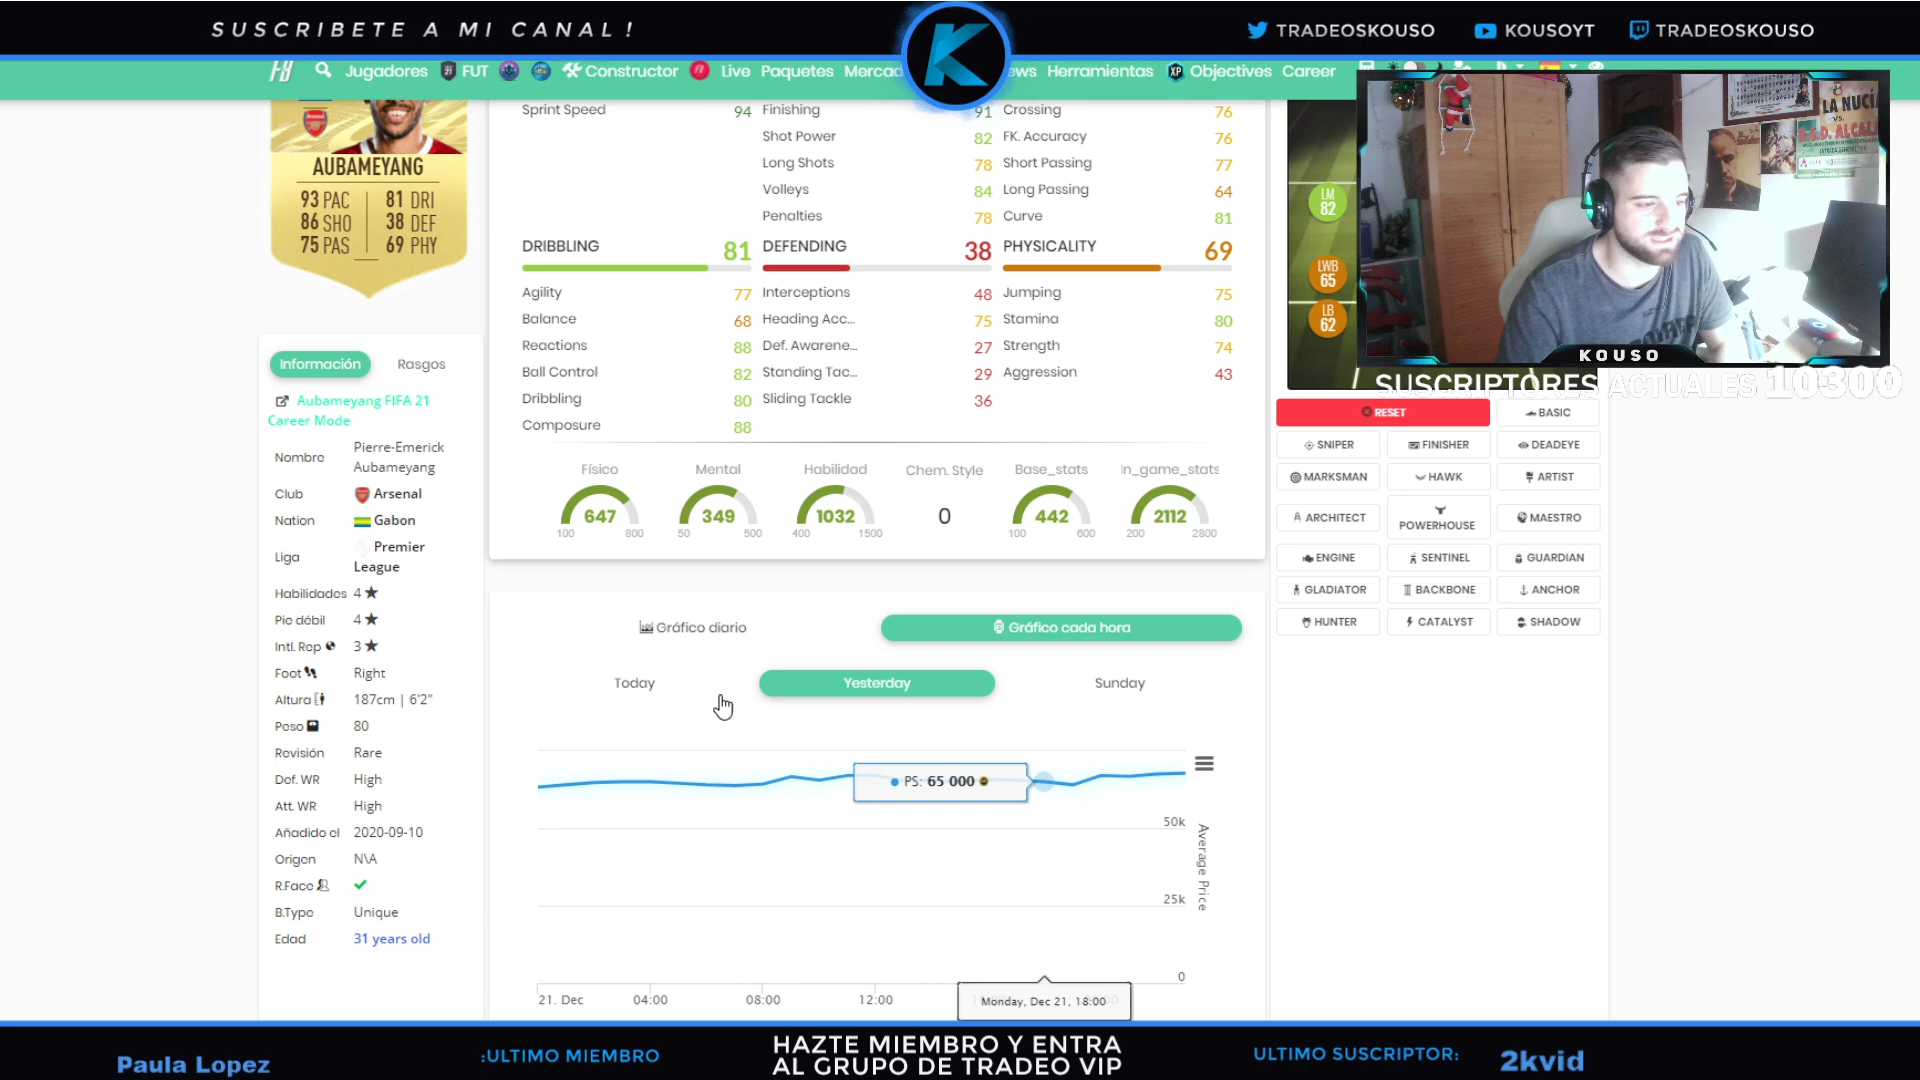 SUSCRIBETE A MI CANAL !
TRADEOSKOUSO
KOUSOYT
TRADEOSKOUSO
Jugadores
21 FUT
Constructor
Live
Paquetes
Mercad
ews
Herramientas
XP Objectives
Career
AUBAMEYANG
93 PAC 81 DRI
86 SHO 38 DEF
75 PAS 69 PHY
Información
Rasgos
Aubameyang FIFA 21
Career Mode
Nombre Pierre-Emerick
Aubameyang
Club Arsenal
Nation Gabon
Liga Premier
League
Habilidades 4
Pie débil 4
Intl. Rep 3
Foot Right
Altura 187cm | 6'2"
Peso 80
Revisión Rare
Def. WR High
Att. WR High
Añadido el 2020-09-10
Origen N\A
R.Face
B.Type Unique
Edad 31 years old
Sprint Speed 94 Finishing 91 Crossing 76
Shot Power 82 FK. Accuracy 76
Long Shots 78 Short Passing 77
Volleys 84 Long Passing 64
Penalties 78 Curve 81
DRIBBLING 81 DEFENDING 38 PHYSICALITY 69
Agility 77 Interceptions 48 Jumping 75
Balance 68 Heading Acc... 75 Stamina 80
Reactions 88 Def. Awarene... 27 Strength 74
Ball Control 82 Standing Tac... 29 Aggression 43
Dribbling 80 Sliding Tackle 36
Composure 88
Físico Mental Habilidad Chem. Style Base_stats In_game_stats
647 349 1032 0 442 2112
100 800 50 500 400 1500 100 600 200 2800
Gráfico diario
Gráfico cada hora
Today
Yesterday
Sunday
PS: 65 000
50k
25k
0
Average Price
21. Dec 04:00 08:00 12:00
Monday, Dec 21, 18:00
LM
82
LWB
65
LB
62
LA NUCÍ
VS.
ALCAL
KOUSO
SUSCRIPTORES ACTUALES 10300
RESET BASIC
SNIPER FINISHER DEADEYE
MARKSMAN HAWK ARTIST
ARCHITECT POWERHOUSE MAESTRO
ENGINE SENTINEL GUARDIAN
GLADIATOR BACKBONE ANCHOR
HUNTER CATALYST SHADOW
Paula Lopez
:ULTIMO MIEMBRO
HAZTE MIEMBRO Y ENTRA
AL GRUPO DE TRADEO VIP
ULTIMO SUSCRIPTOR:
2kvid